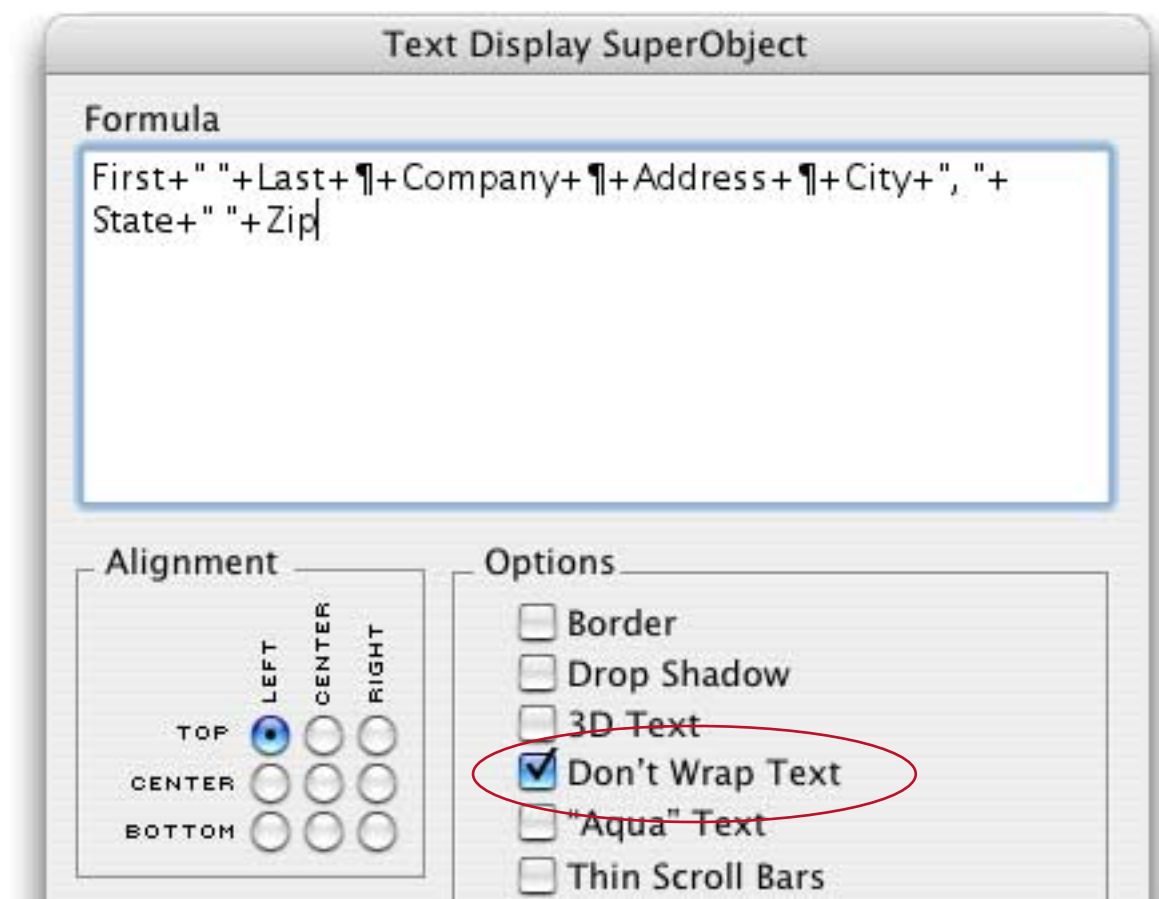 Text Display SuperObject
Formula
First+" "+Last+¶+Company+¶+Address+¶+City+", "+
State+" "+Zip
Alignment
LEFT
CENTER
RIGHT
TOP
CENTER
BOTTOM
Options
Border
Drop Shadow
3D Text
Don't Wrap Text
"Aqua" Text
Thin Scroll Bars